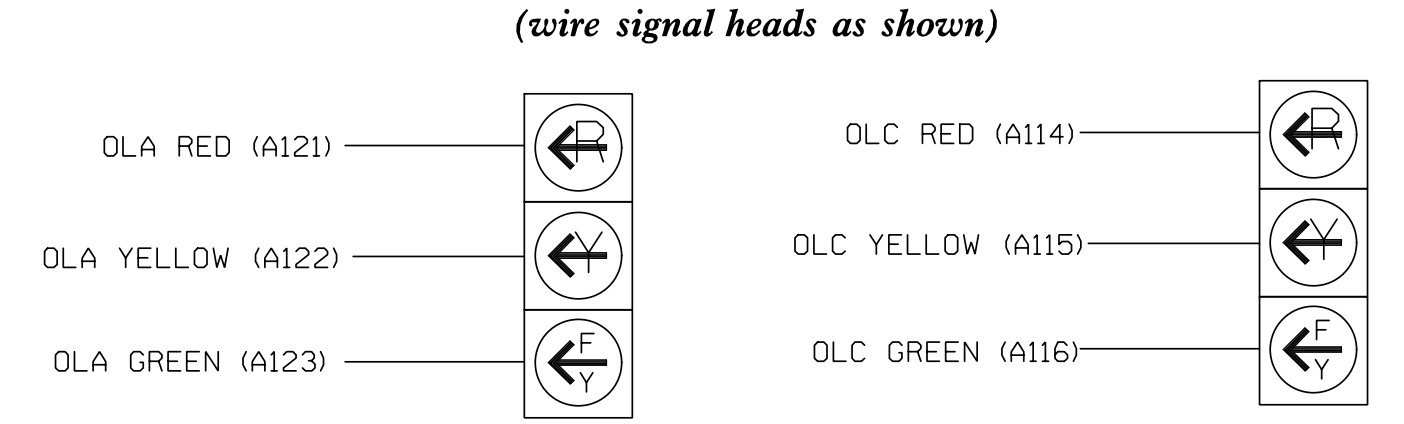 (wire signal heads as shown)
OLA RED (A121)
R
OLA YELLOW (A122)
Y
OLA GREEN (A123)
F
Y
OLC RED (A114)
R
OLC YELLOW (A115)
Y
OLC GREEN (A116)
F
Y